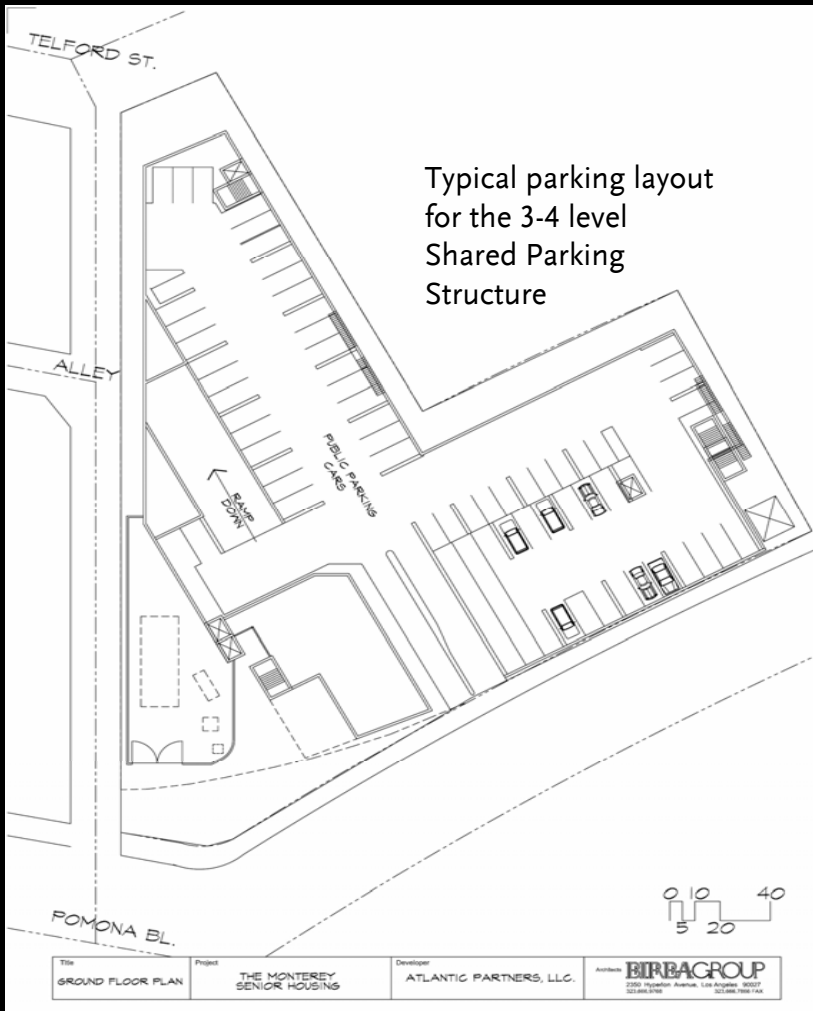 TELFORD ST.
Typical parking layout
for the 3-4 level
Shared Parking
Structure
ALLEY
PUBLIC PARKING
CARS
RAMP
DOWN
0 10 40
5 20
POMONA BL.
Title
GROUND FLOOR PLAN
Project
THE MONTEREY
SENIOR HOUSING
Developer
ATLANTIC PARTNERS, LLC.
Architects
2350 Hyperion Avenue, Los Angeles 90027